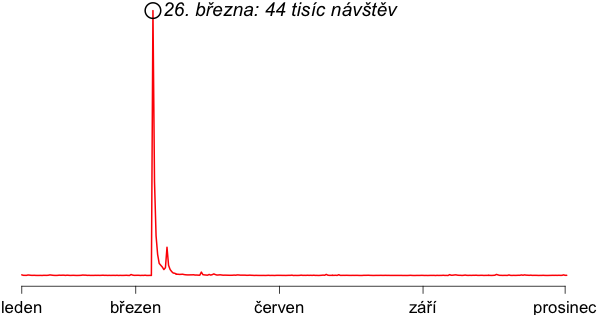 26. března: 44 tisíc návštěv
leden březen červen září prosinec